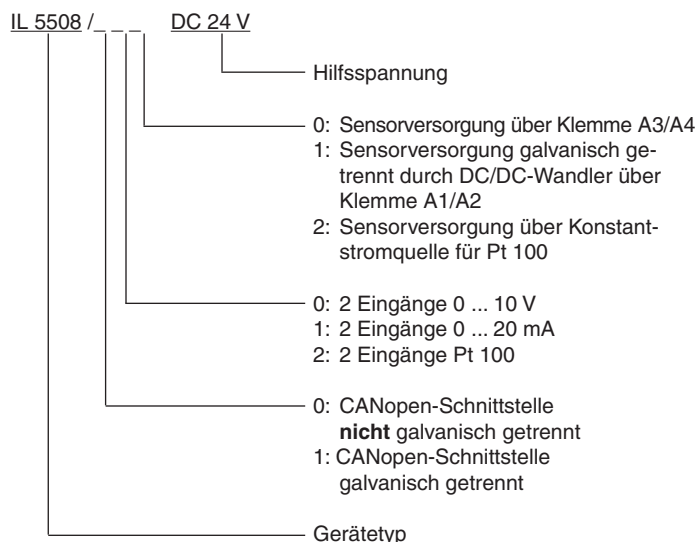 IL 5508 /_ _ _ DC 24 V
Hilfsspannung
0: Sensorversorgung über Klemme A3/A4
1: Sensorversorgung galvanisch ge-
trennt durch DC/DC-Wandler über
Klemme A1/A2
2: Sensorversorgung über Konstant-
stromquelle für Pt 100
0: 2 Eingänge 0 ... 10 V
1: 2 Eingänge 0 ... 20 mA
2: 2 Eingänge Pt 100
0: CANopen-Schnittstelle
nicht galvanisch getrennt
1: CANopen-Schnittstelle
galvanisch getrennt
Gerätetyp